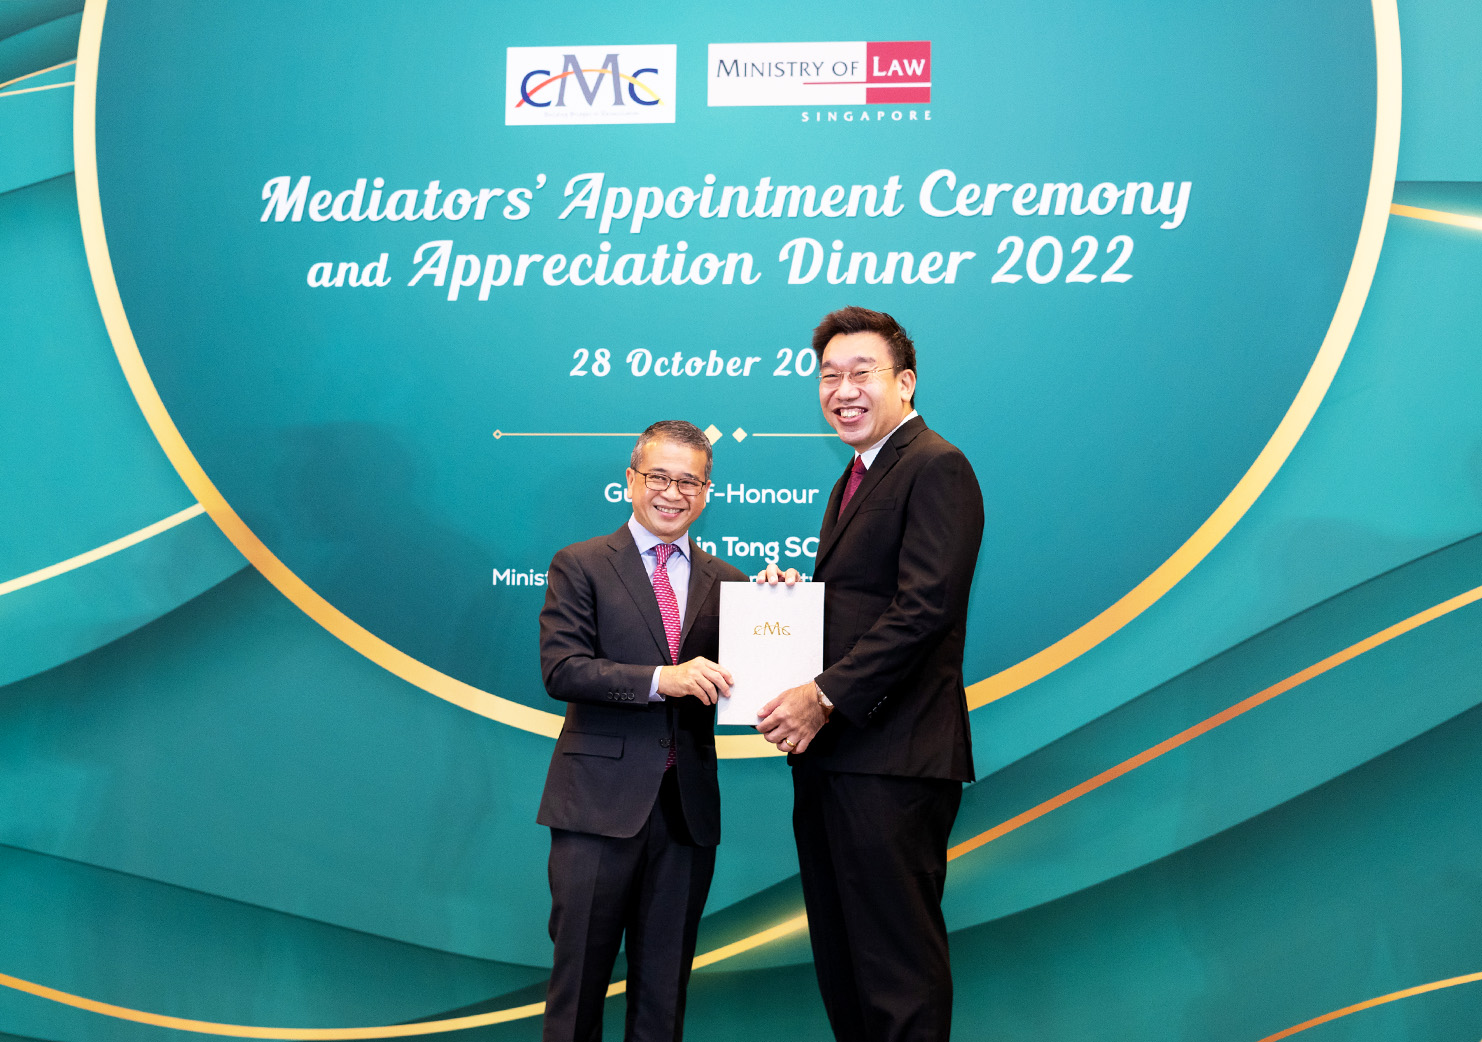 CMC
MINISTRY OF LAW
SINGAPORE
Mediators' Appointment Ceremony
and Appreciation Dinner 2022
28 October 20
Gu f-Honour
in Tong SC
Minist
CMC